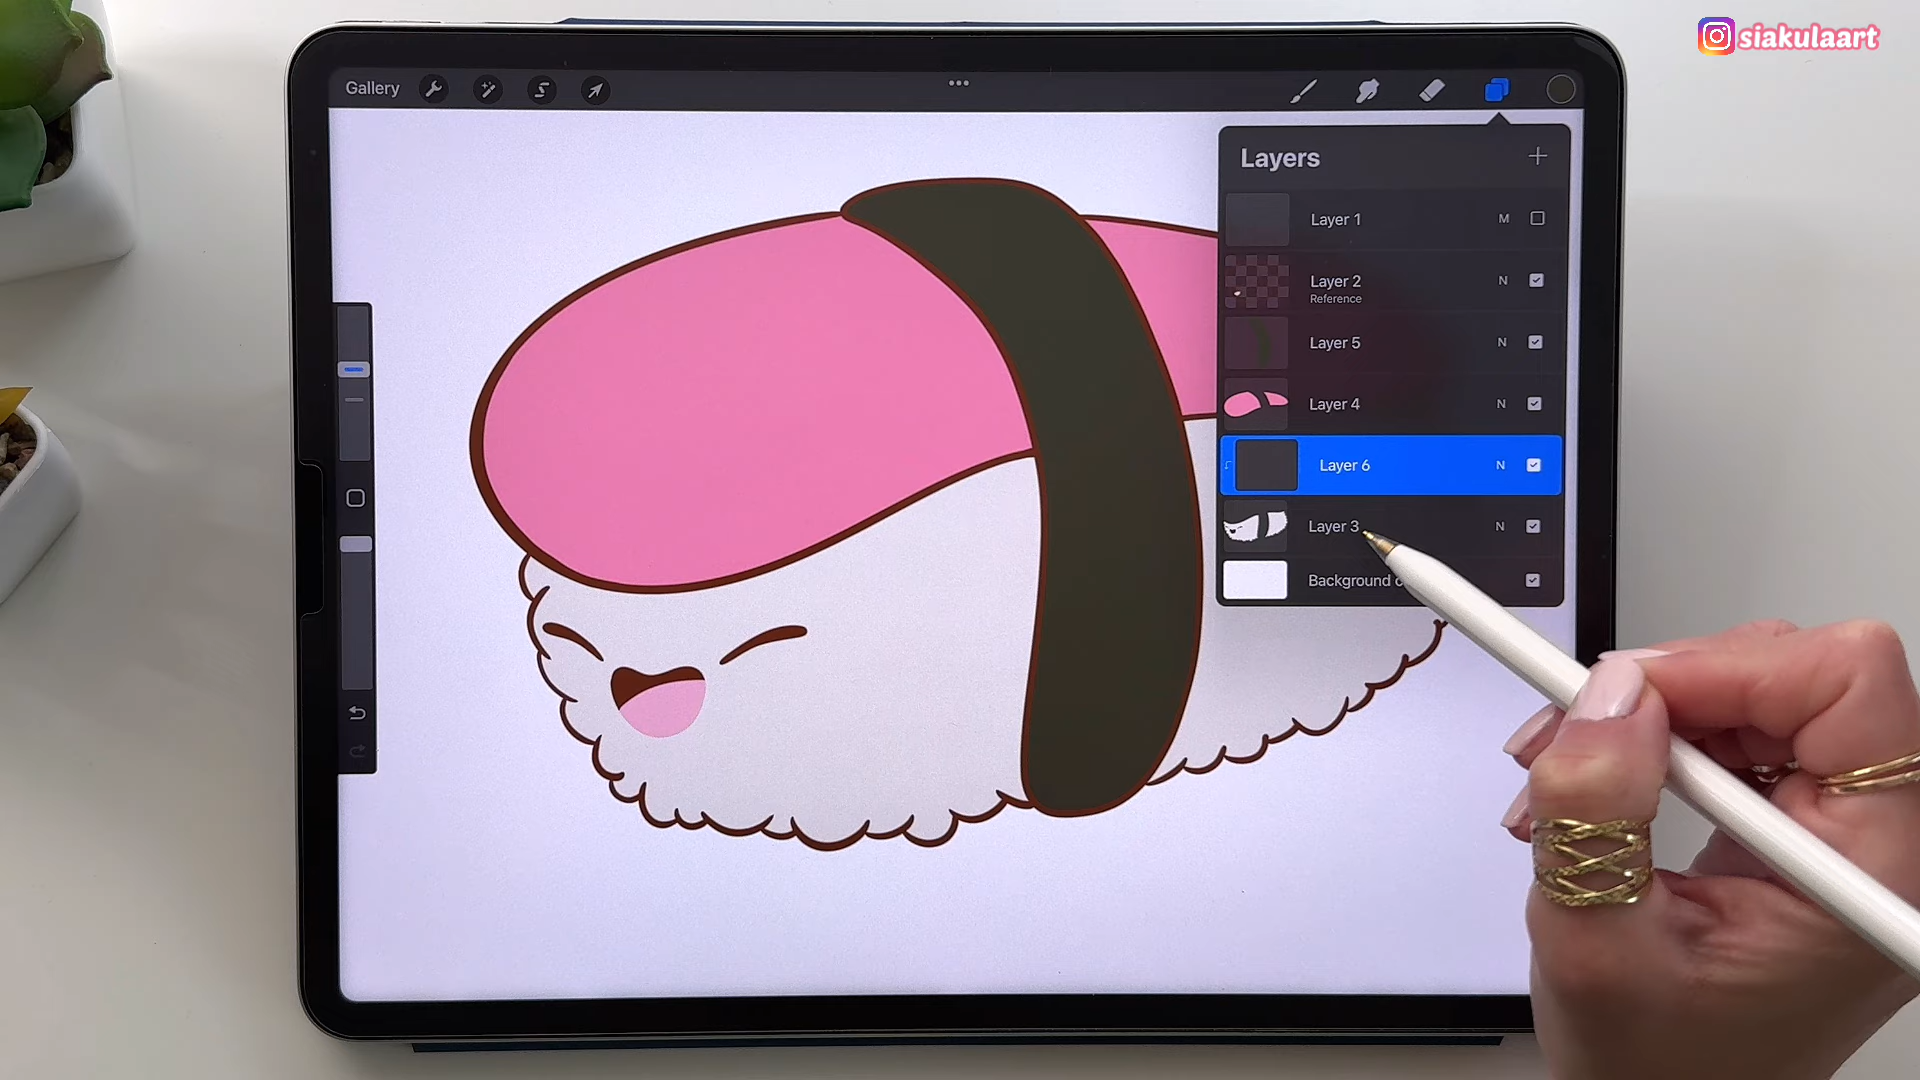 siakulaart
Gallery
Layers
Layer 1 M
Layer 2 N
Reference
Layer 5 N
Layer 4 N
Layer 6 N
Layer 3 N
Background